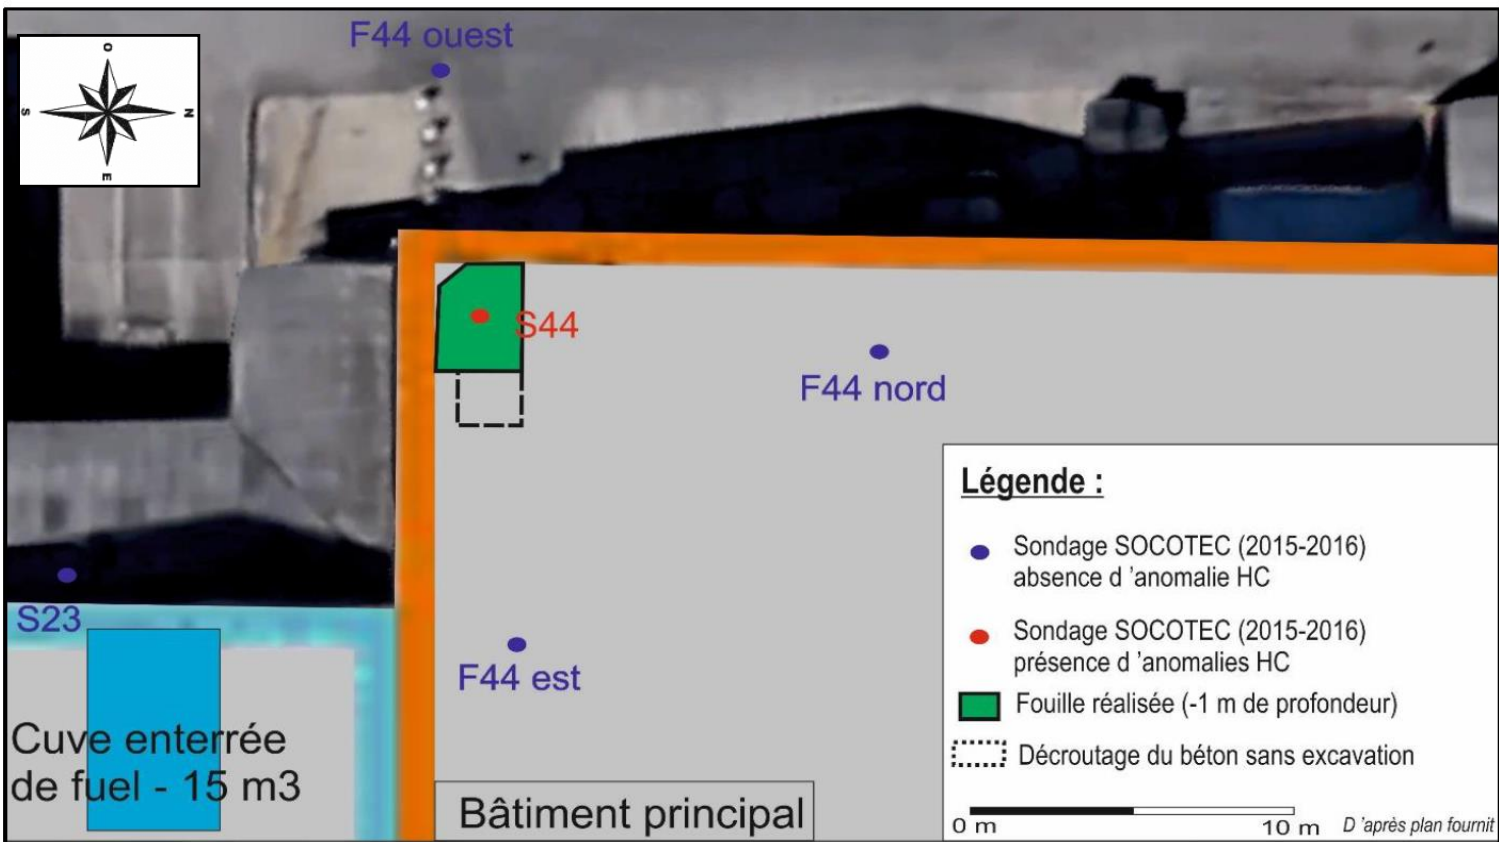 F44 ouest
O
S
N
E
S44
F44 nord
S23
F44 est
Cuve enterrée
de fuel - 15 m3
Bâtiment principal
Légende :
Sondage SOCOTEC (2015-2016)
absence d 'anomalie HC
Sondage SOCOTEC (2015-2016)
présence d 'anomalies HC
Fouille réalisée (-1 m de profondeur)
Décroutage du béton sans excavation
0 m
10 m
D 'après plan fournit